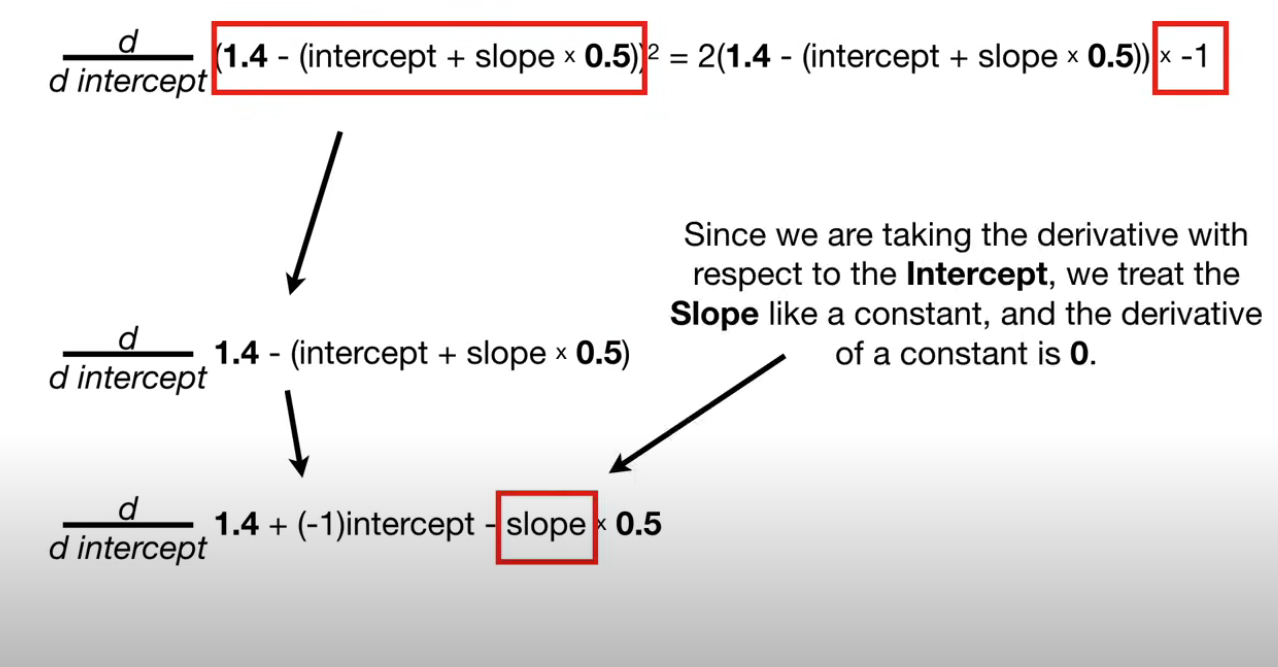 d
d intercept (1.4 - (intercept + slope × 0.5))² = 2(1.4 - (intercept + slope × 0.5)) × -1
Since we are taking the derivative with
respect to the Intercept, we treat the
Slope like a constant, and the derivative
of a constant is 0.
d
d intercept 1.4 - (intercept + slope × 0.5)
d
d intercept 1.4 + (-1)intercept - slope × 0.5